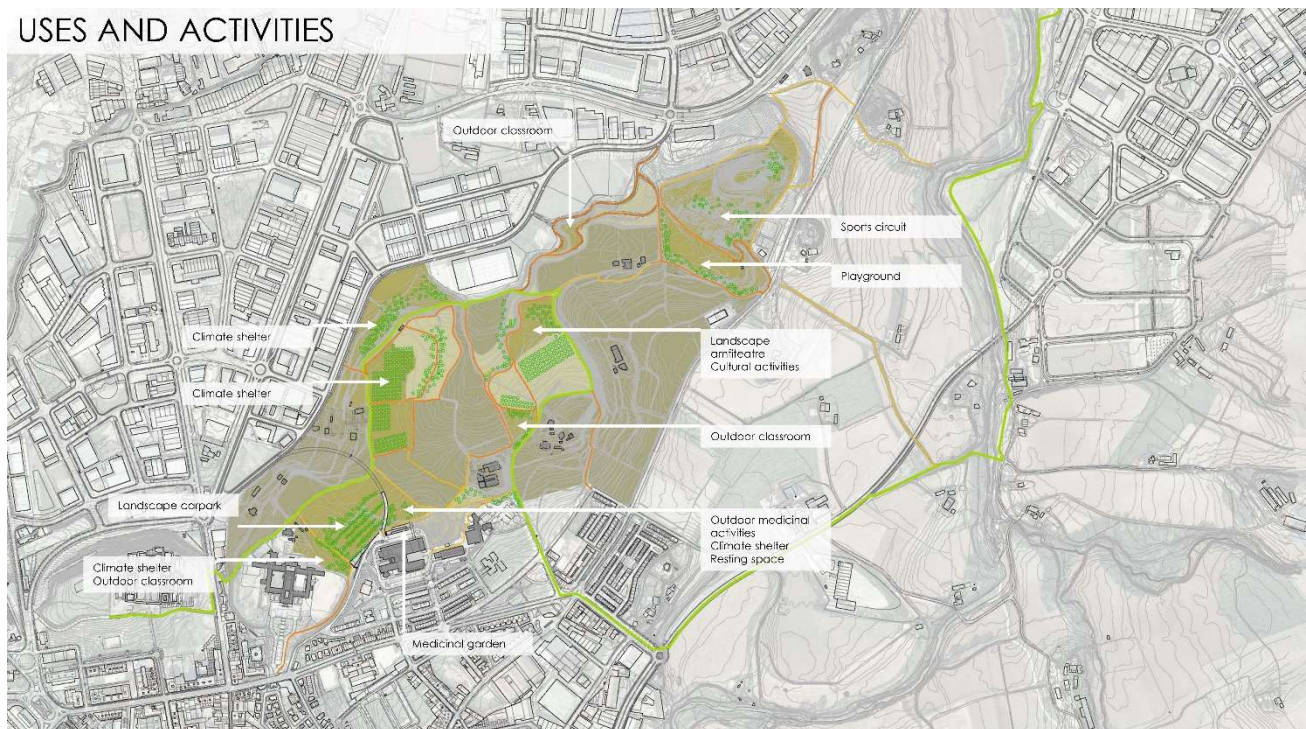 USES AND ACTIVITIES
Outdoor classroom
Sports circuit
Playground
Climate shelter
Landscape
amfiteatre
Cultural activities
Climate shelter
Outdoor classroom
Landscape carpark
Outdoor medicinal
activities
Climate shelter
Resting space
Climate shelter
Outdoor classroom
Medicinal garden